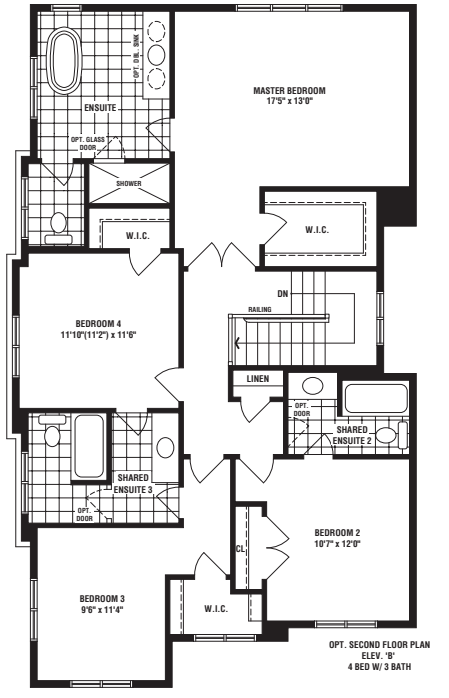 OPT. DBL. SINK
MASTER BEDROOM
17'5" x 13'0"
ENSUITE
OPT. GLASS
DOOR
SHOWER
W.I.C.
W.I.C.
DN
RAILING
BEDROOM 4
11'10"(11'2") x 11'6"
LINEN
OPT.
DOOR
SHARED
ENSUITE 2
SHARED
ENSUITE 3
OPT.
DOOR
BEDROOM 2
10'7" x 12'0"
CL
BEDROOM 3
9'6" x 11'4"
W.I.C.
OPT. SECOND FLOOR PLAN
ELEV. 'B'
4 BED W/ 3 BATH